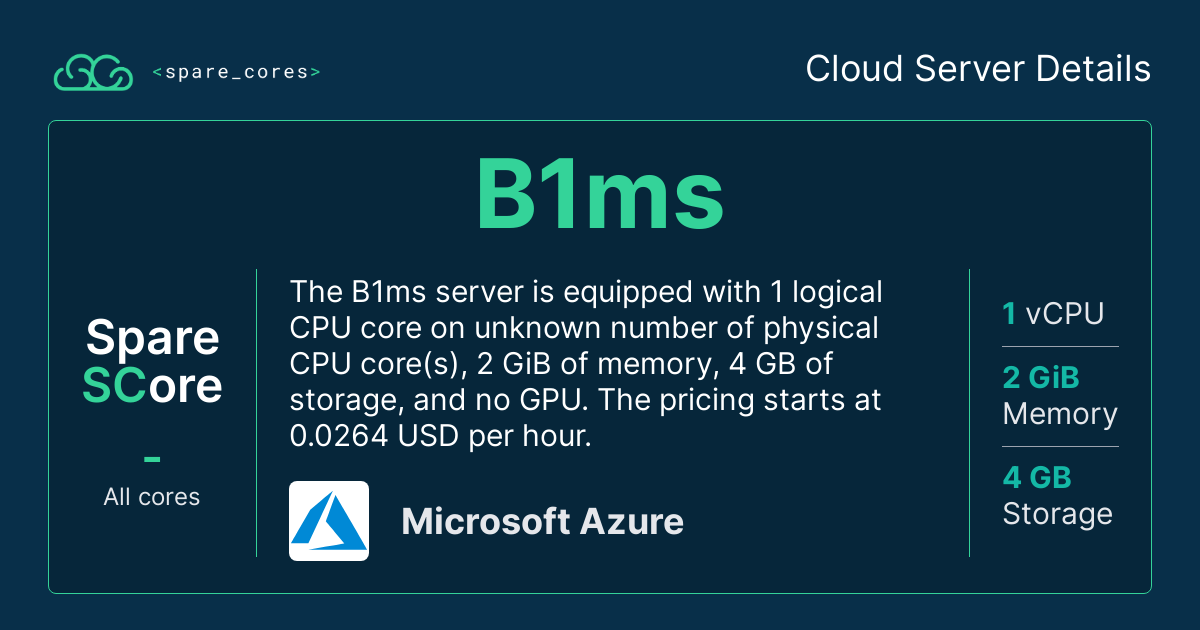 <spare_cores>
Cloud Server Details
B1ms
Spare
SCore
-
All cores
The B1ms server is equipped with 1 logical
CPU core on unknown number of physical
CPU core(s), 2 GiB of memory, 4 GB of
storage, and no GPU. The pricing starts at
0.0264 USD per hour.
Microsoft Azure
1 vCPU
2 GiB
Memory
4 GB
Storage